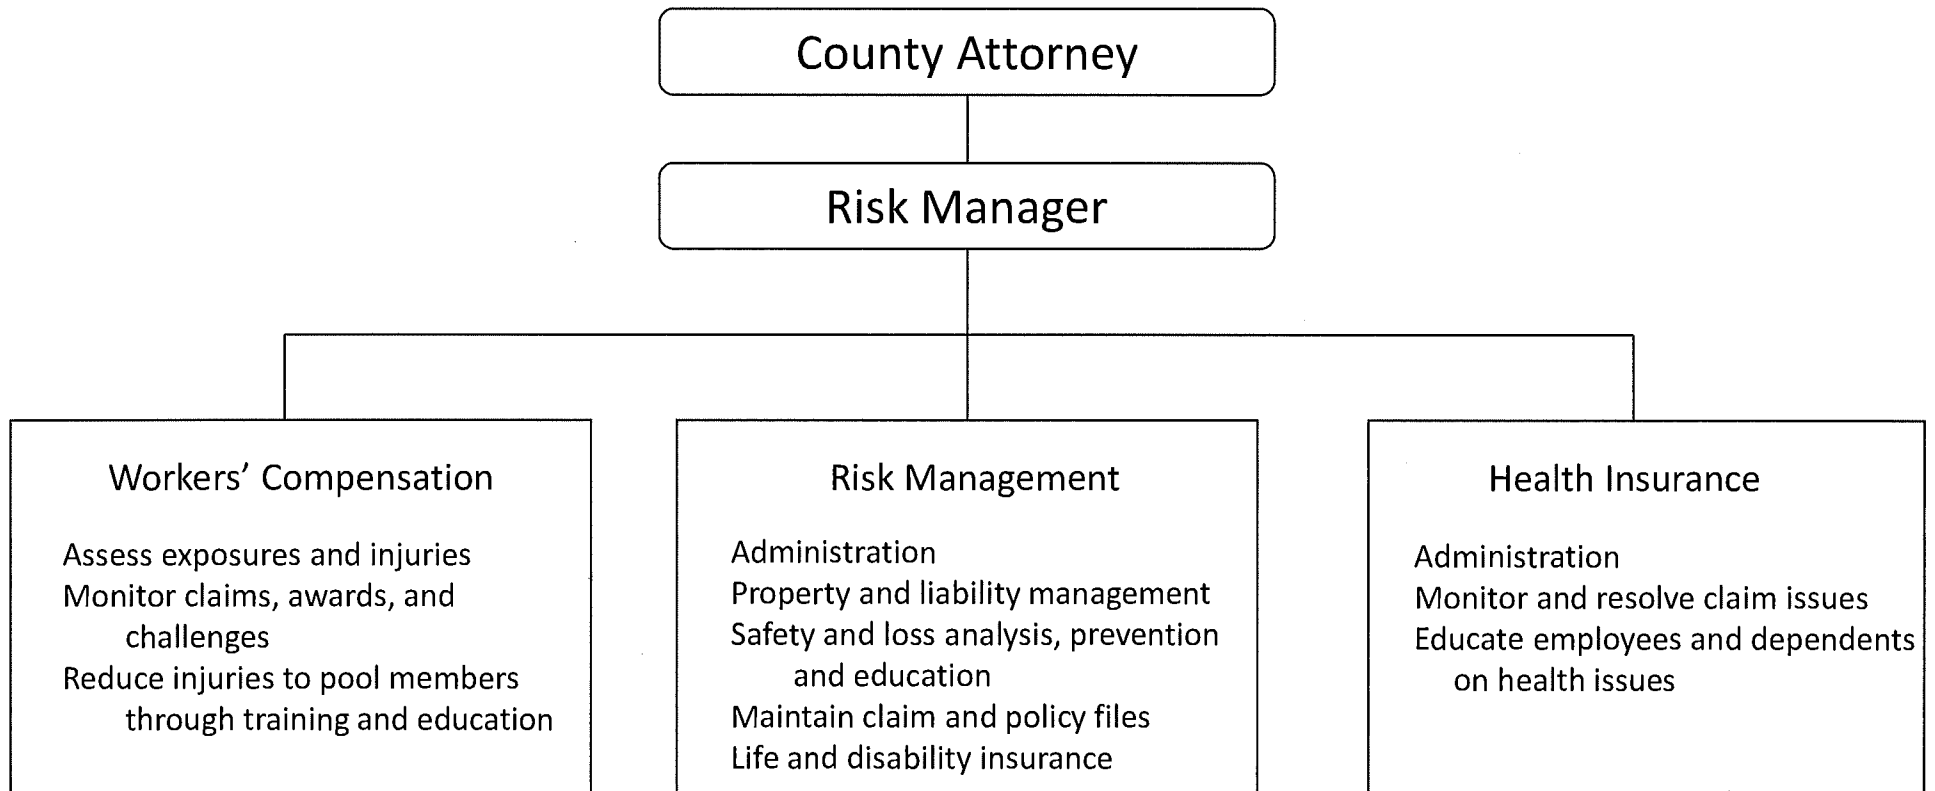 County Attorney
Risk Manager
Workers’ Compensation
Assess exposures and injuries
Monitor claims, awards, and
challenges
Reduce injuries to pool members
through training and education
Risk Management
Administration
Property and liability management
Safety and loss analysis, prevention
and education
Maintain claim and policy files
Life and disability insurance
Health Insurance
Administration
Monitor and resolve claim issues
Educate employees and dependents
on health issues